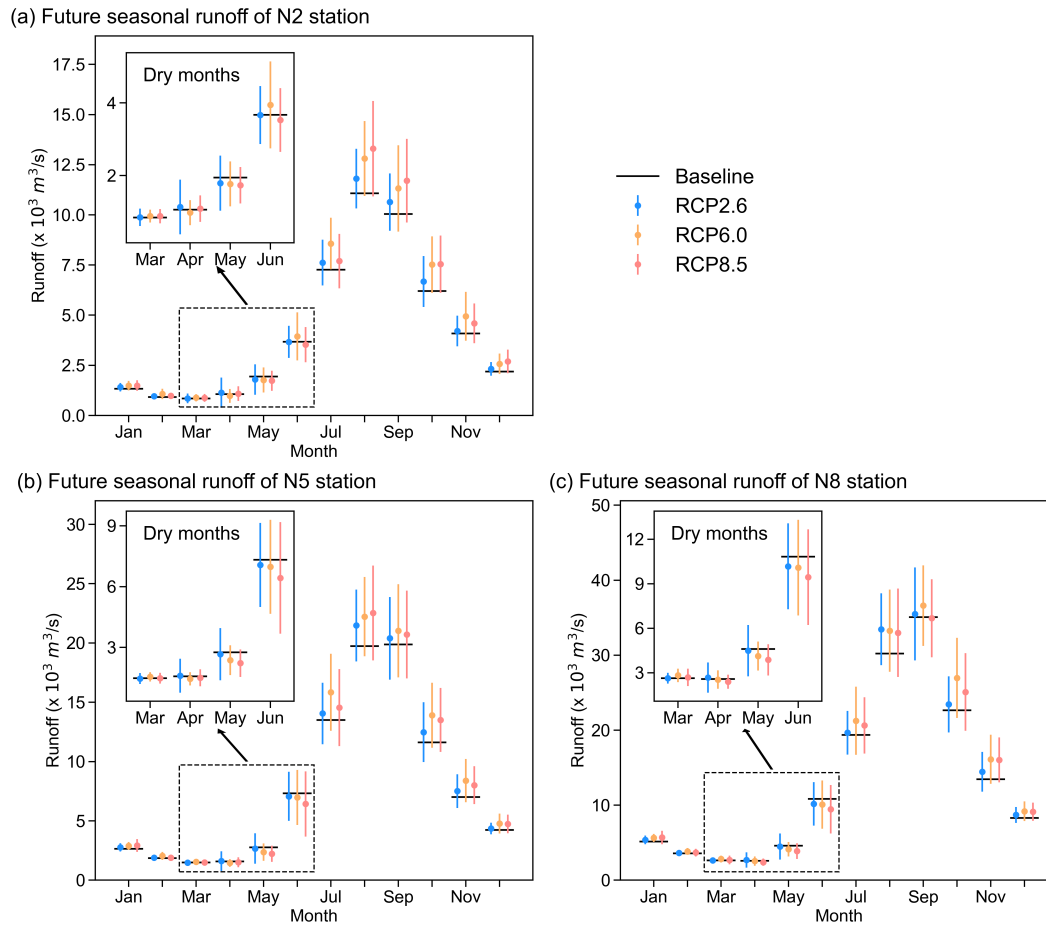 (a) Future seasonal runoff of N2 station
Runoff (x 10³ m³/s)
17.5
15.0
12.5
10.0
7.5
5.0
2.5
0.0
Dry months
4
2
Mar Apr May Jun
Jan Mar May Jul Sep Nov
Month
Baseline
RCP2.6
RCP6.0
RCP8.5
(b) Future seasonal runoff of N5 station
Runoff (x 10³ m³/s)
30
25
20
15
10
5
0
Dry months
9
6
3
Mar Apr May Jun
Jan Mar May Jul Sep Nov
Month
(c) Future seasonal runoff of N8 station
Runoff (x 10³ m³/s)
50
40
30
20
10
0
Dry months
12
9
6
3
Mar Apr May Jun
Jan Mar May Jul Sep Nov
Month